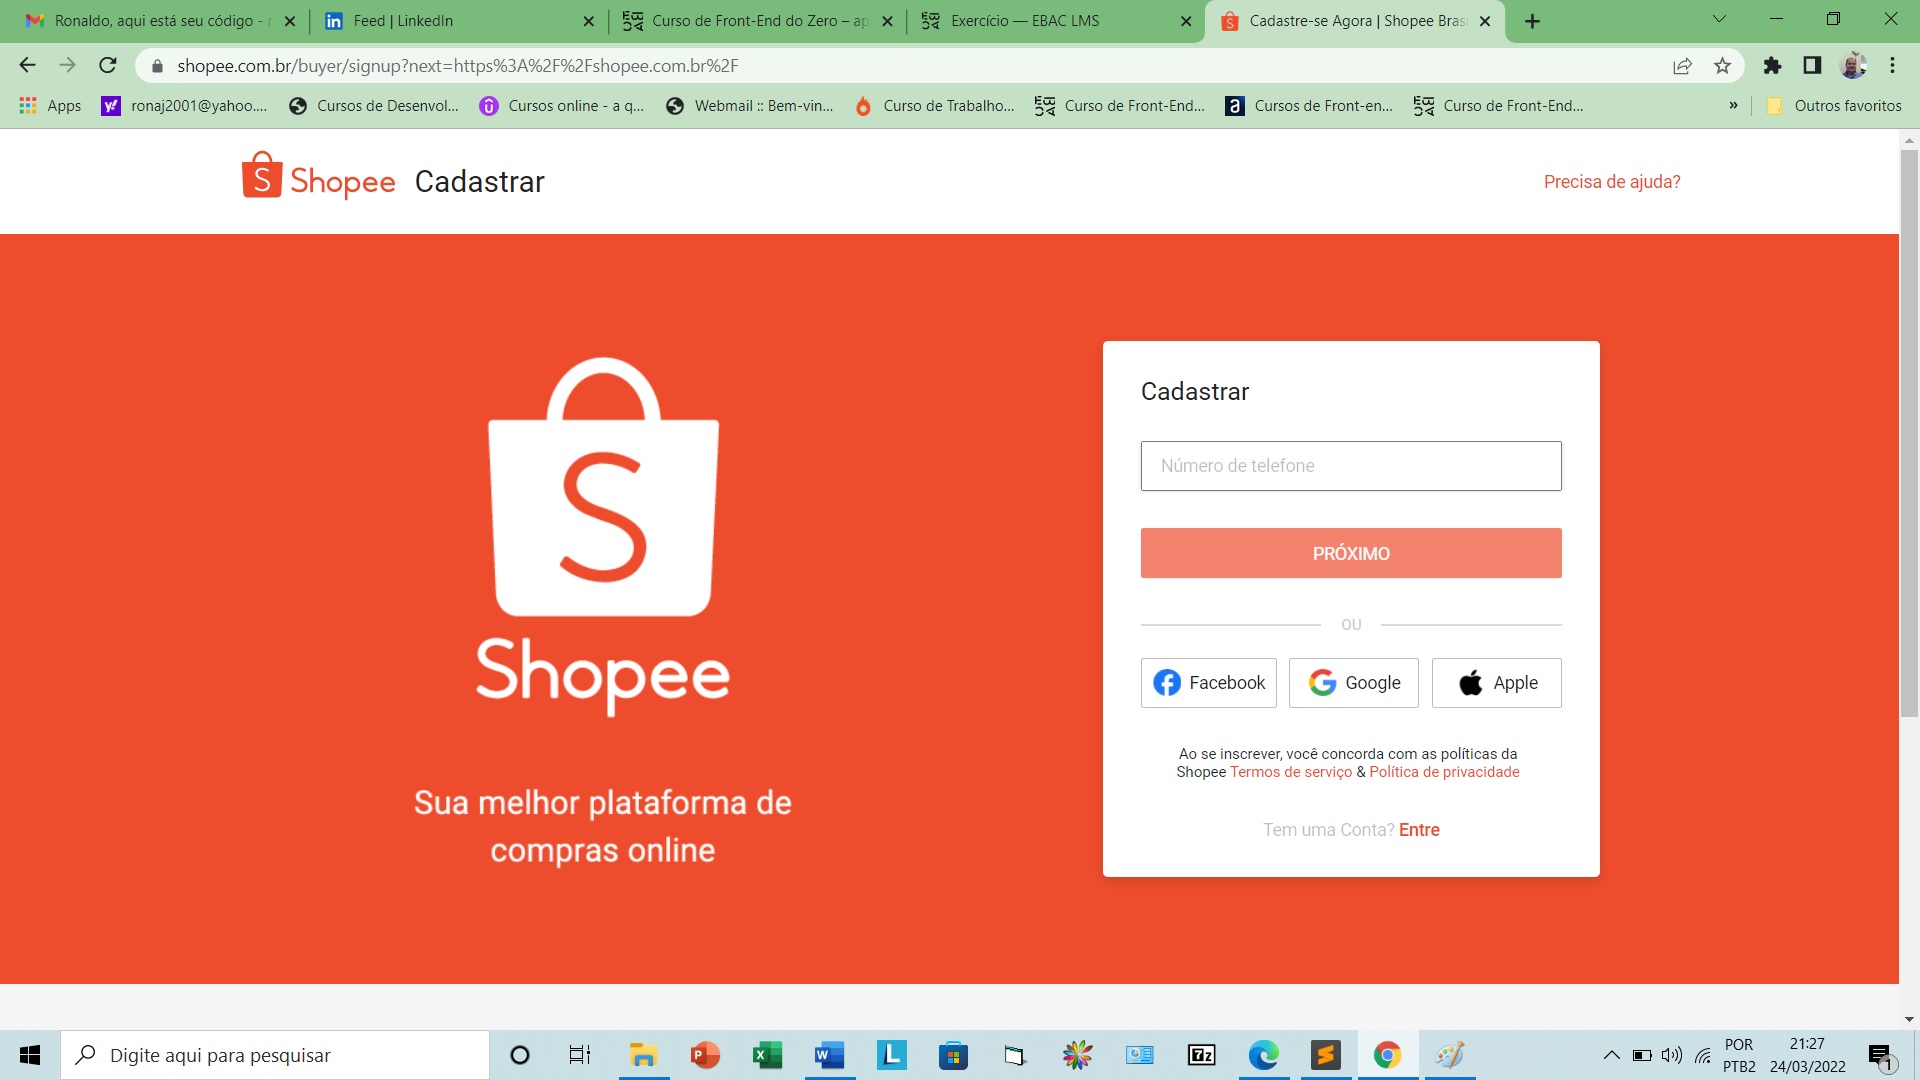 Ronaldo, aqui está seu código - r
Feed | LinkedIn
Curso de Front-End do Zero – ap
Exercício — EBAC LMS
Cadastre-se Agora | Shopee Brasi
shopee.com.br/buyer/signup?next=https%3A%2F%2Fshopee.com.br%2F
Apps
ronaj2001@yahoo....
Cursos de Desenvol...
Cursos online - a q...
Webmail :: Bem-vin...
Curso de Trabalho...
Curso de Front-End...
Cursos de Front-en...
Curso de Front-End...
»
Outros favoritos
S Shopee Cadastrar
Precisa de ajuda?
S
Shopee
Sua melhor plataforma de
compras online
Cadastrar
Número de telefone
PRÓXIMO
OU
Facebook
Google
Apple
Ao se inscrever, você concorda com as políticas da
Shopee Termos de serviço & Política de privacidade
Tem uma Conta? Entre
Digite aqui para pesquisar
POR
PTB2
21:27
24/03/2022
1